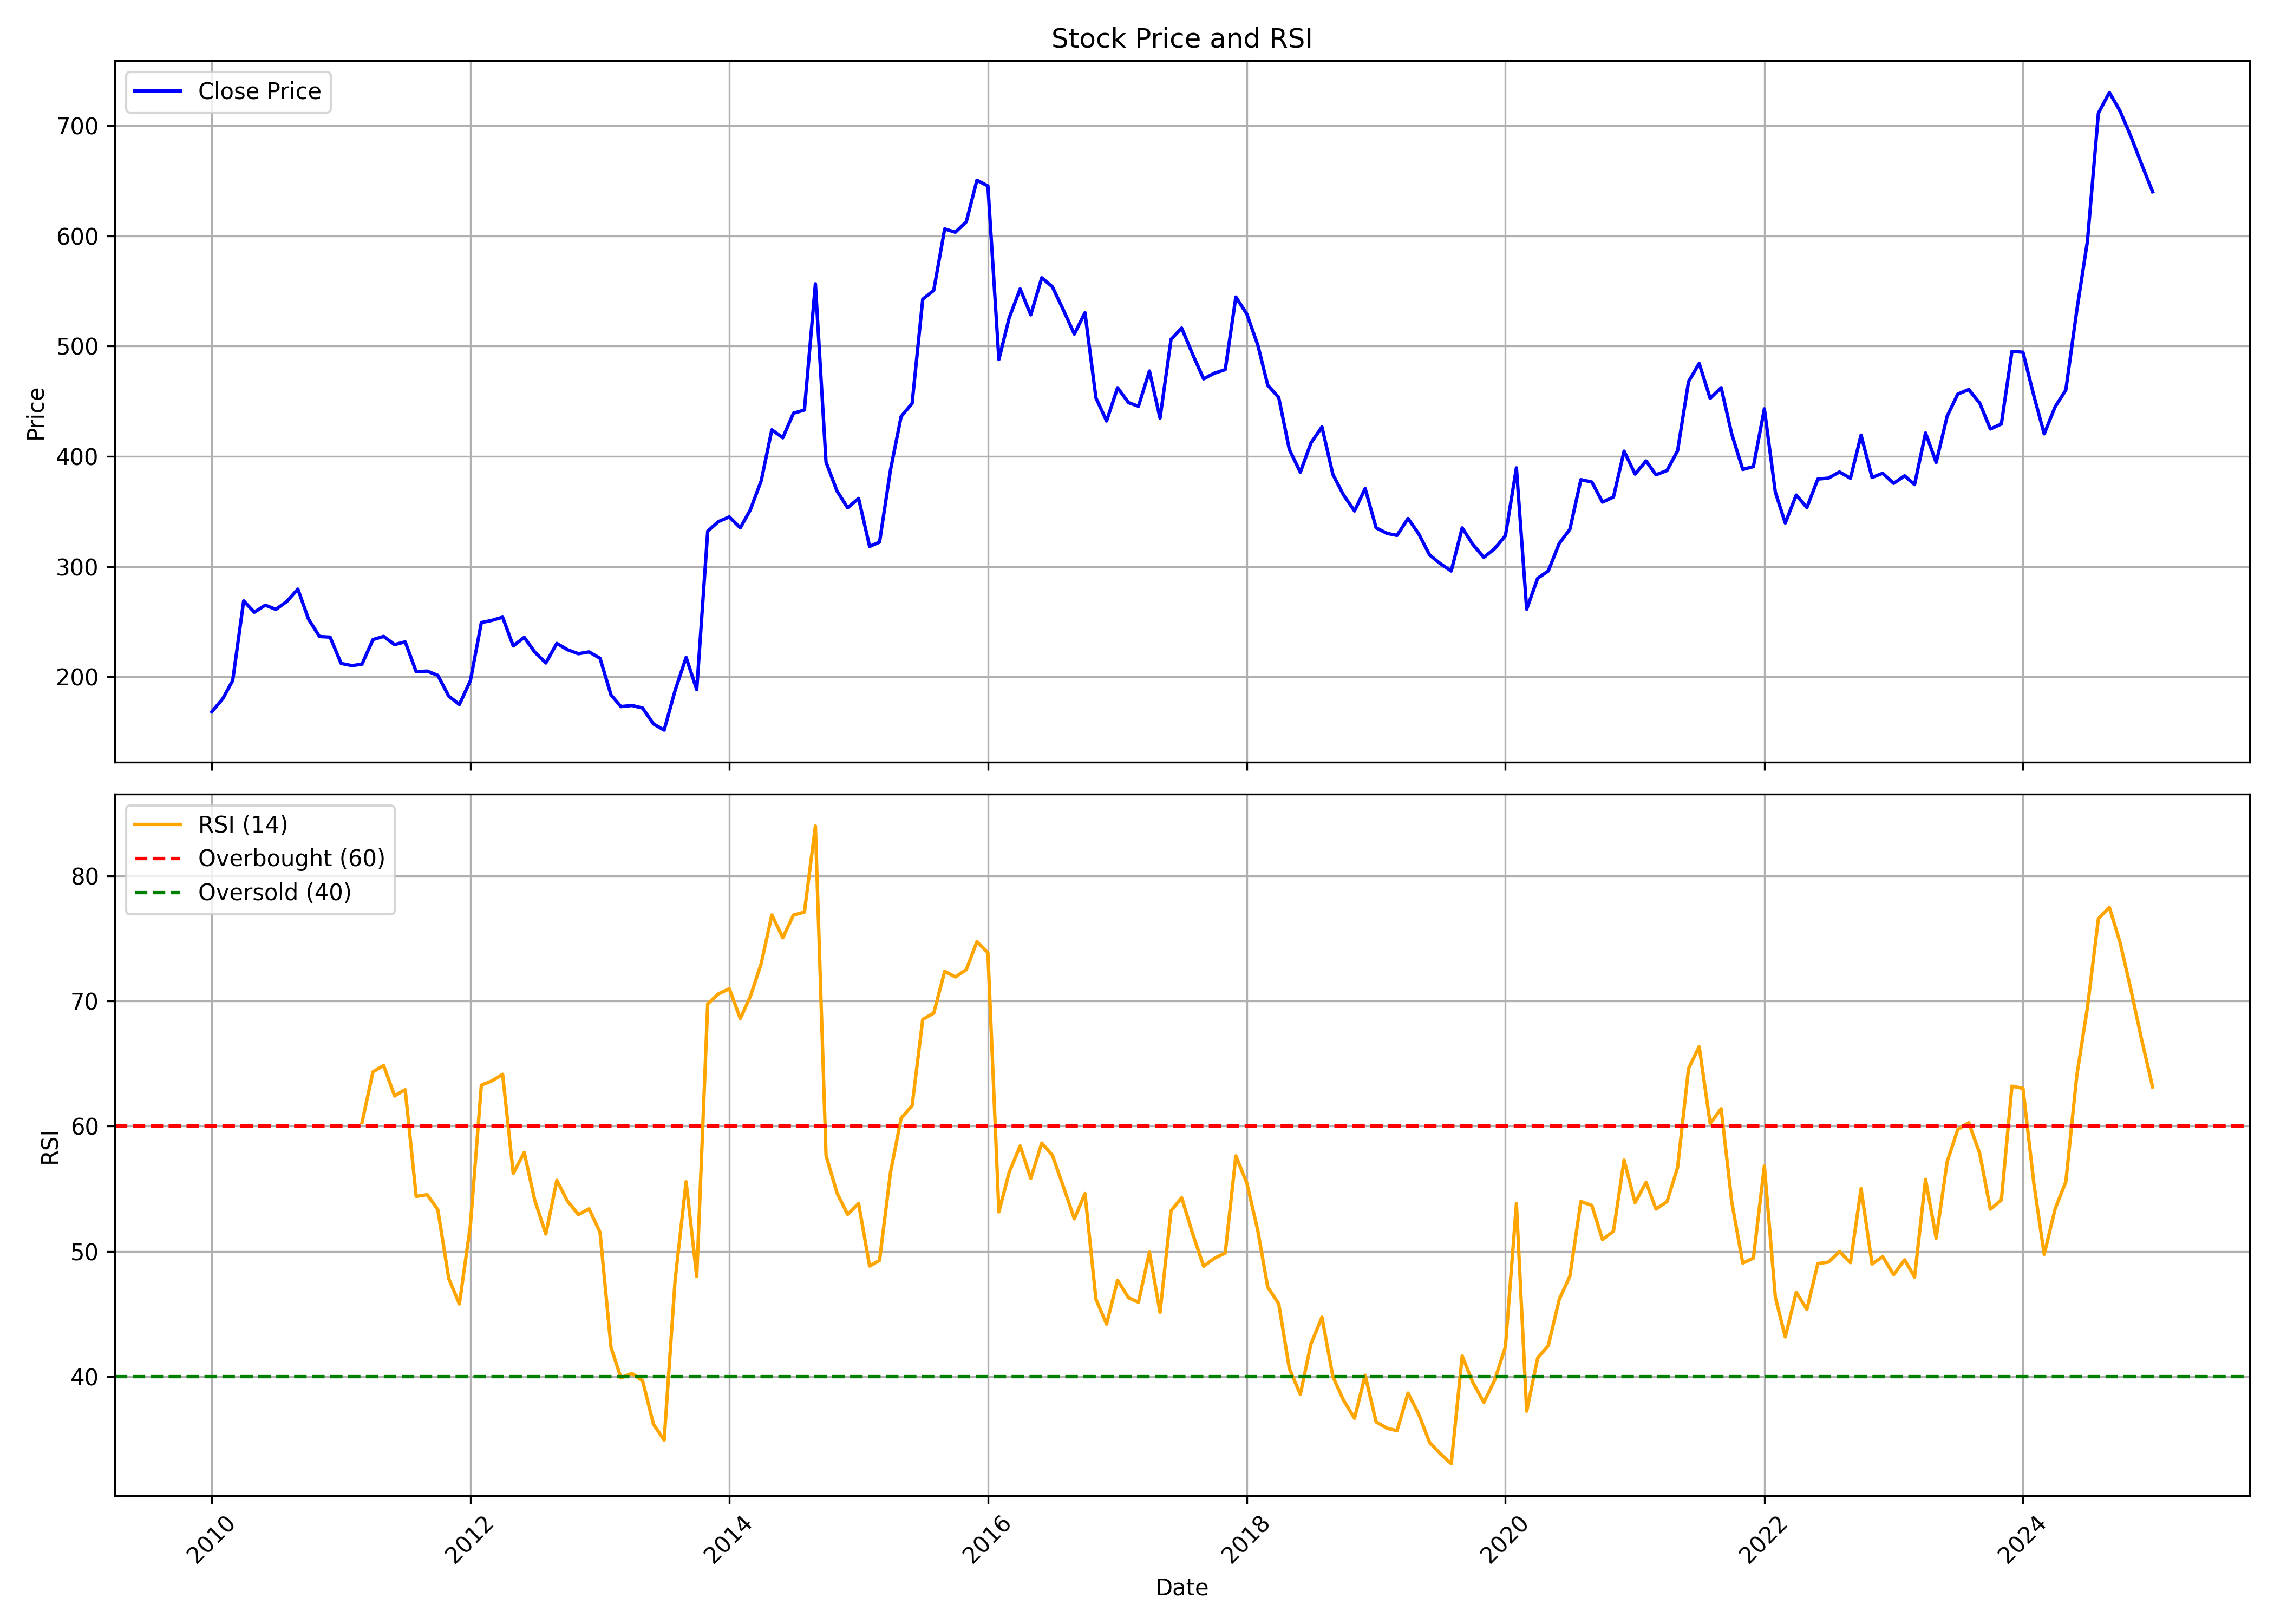 Stock Price and RSI
Close Price
700
600
500
400
300
200
Price
RSI (14)
Overbought (60)
Oversold (40)
80
70
60
50
40
RSI
2010
2012
2014
2016
2018
2020
2022
2024
Date